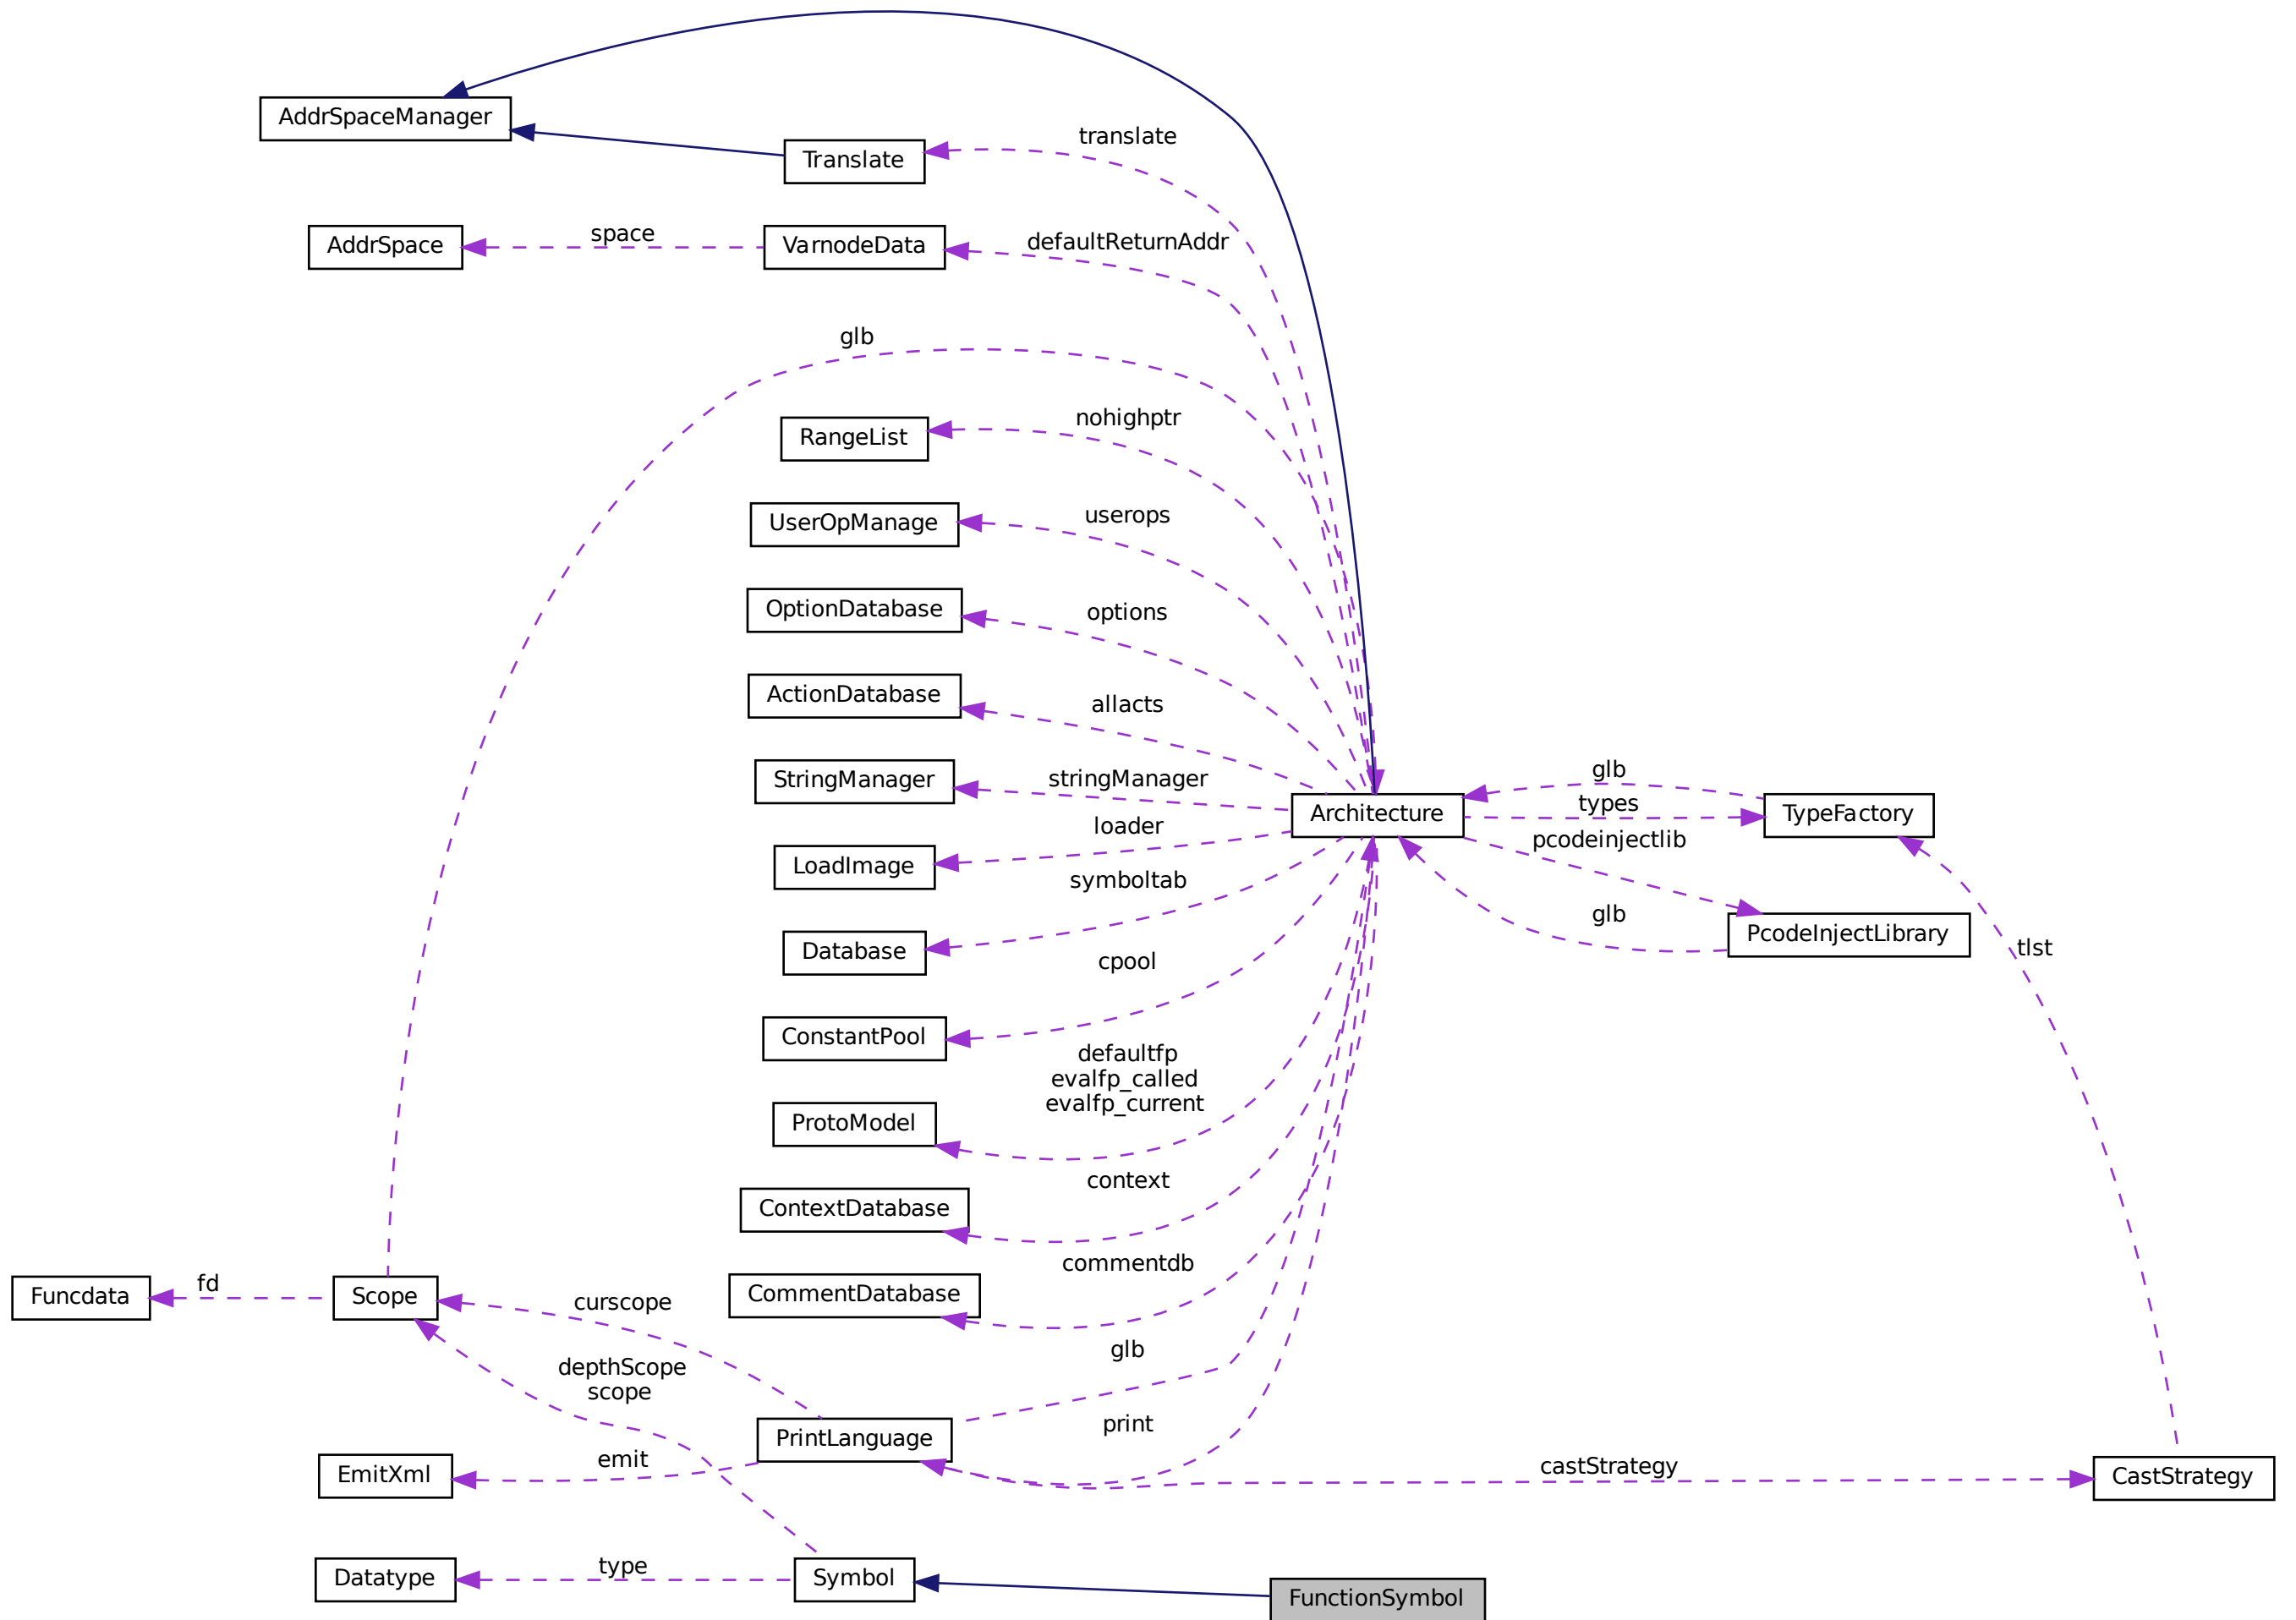 AddrSpaceManager
translate
Translate
defaultReturnAddr
AddrSpace
space
VarnodeData
glb
nohighptr
RangeList
userops
UserOpManage
options
OptionDatabase
allacts
ActionDatabase
stringManager
StringManager
glb
types
Architecture
TypeFactory
loader
pcodeinjectlib
LoadImage
symboltab
glb
PcodeInjectLibrary
tlst
Database
cpool
ConstantPool
defaultfp
evalfp_called
evalfp_current
ProtoModel
context
ContextDatabase
commentdb
CommentDatabase
Funcdata
fd
Scope
curscope
glb
depthScope
scope
print
PrintLanguage
emit
EmitXml
castStrategy
CastStrategy
type
Datatype
Symbol
FunctionSymbol